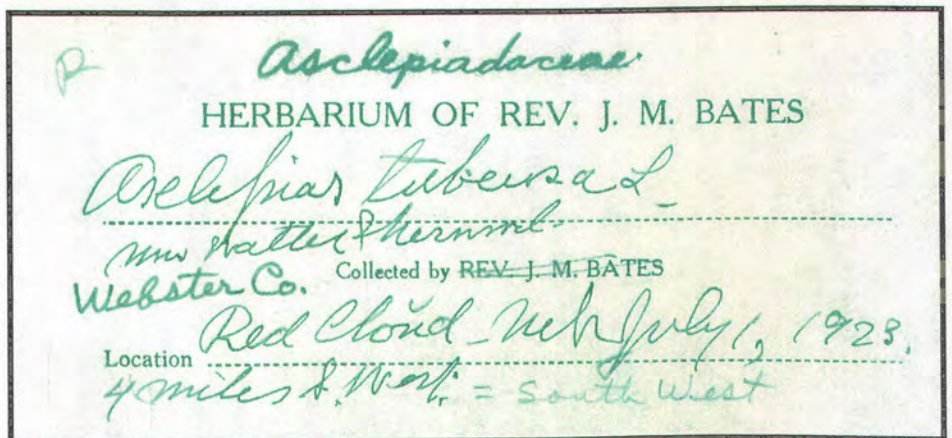 Asclepiadaceae
HERBARIUM OF REV. J. M. BATES
Asclepias tuberosa L
Mrs Walter Sherwood
Collected by REV. J. M. BATES
Webster Co.
Red Cloud - Neb July 1, 1923.
Location
4 miles S. West. = South West